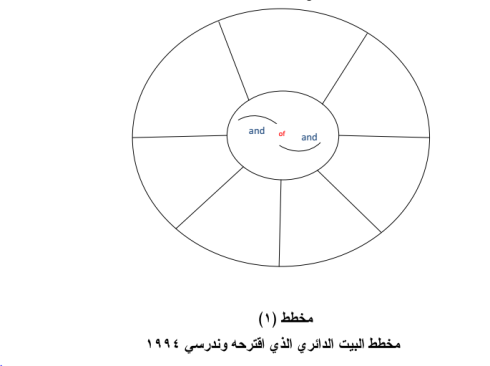 and of and
مخطط (١)
مخطط البيت الدائري الذي اقترحه وندرسي ١٩٩٤